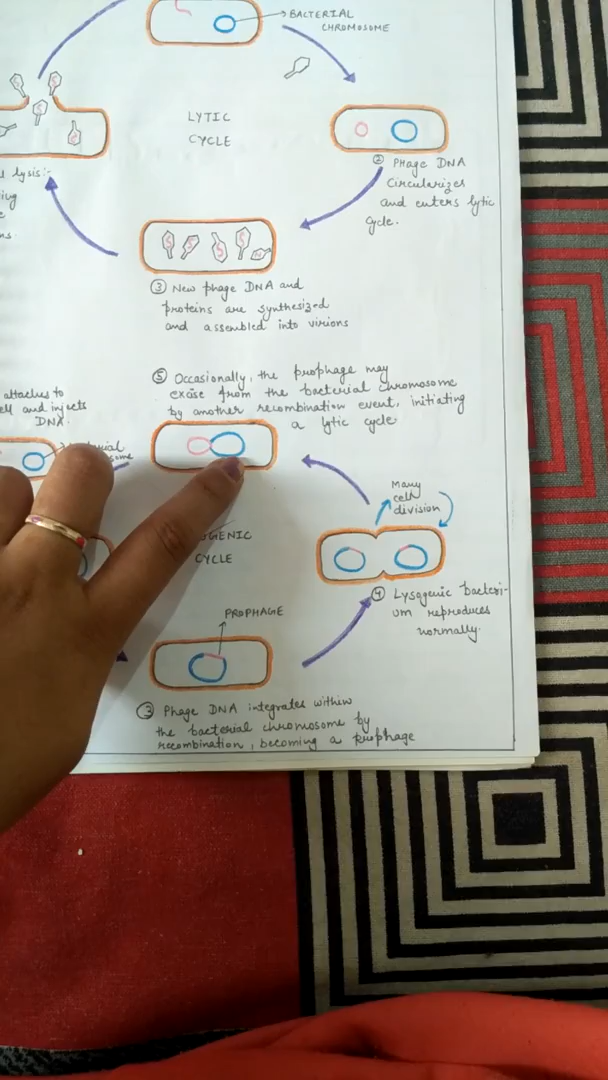 BACTERIAL
CHROMOSOME
LYTIC
CYCLE
lysis:-
② Phage DNA
Circularizes
and enters lytic
cycle.
③ New phage DNA and
proteins are synthesized
and assembled into virions
⑤ Occasionally, the prophage may
excise from the bacterial chromosome
by another recombination event, initiating
a lytic cycle
attaches to
and injects
DNA.
Many
cell
division
CYCLE
④ Lysogenic bacteri-
um reproduces
normally.
PROPHAGE
③ Phage DNA integrates within
the bacterial chromosome by
recombination, becoming a prophage